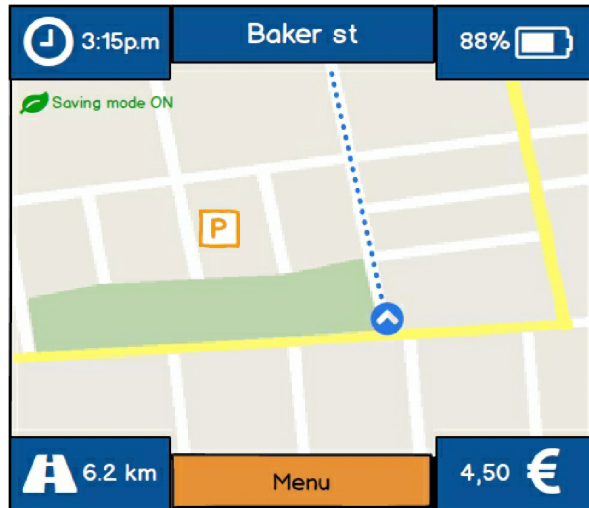 3:15p.m
Baker st
88%
Saving mode ON
P
6.2 km
Menu
4,50 €